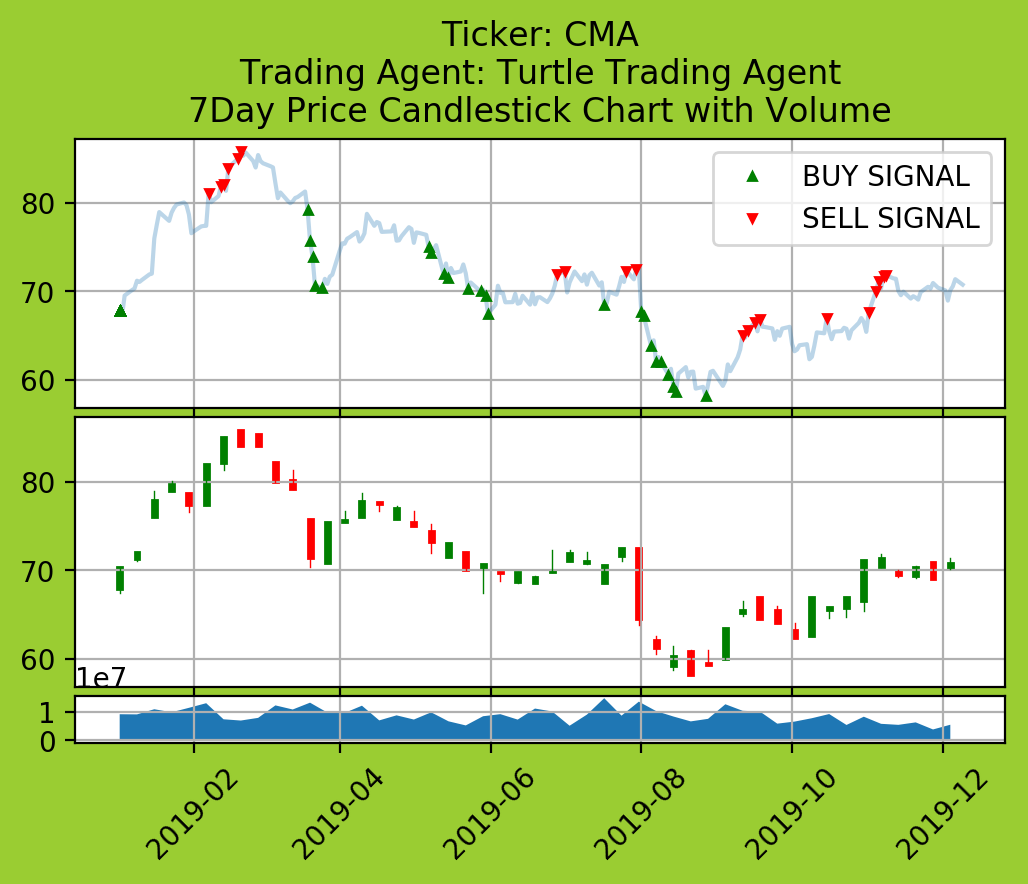 Ticker: CMA
Trading Agent: Turtle Trading Agent
7Day Price Candlestick Chart with Volume
BUY SIGNAL
SELL SIGNAL
80
70
60
80
70
60
1e7
1
0
2019-02
2019-04
2019-06
2019-08
2019-10
2019-12